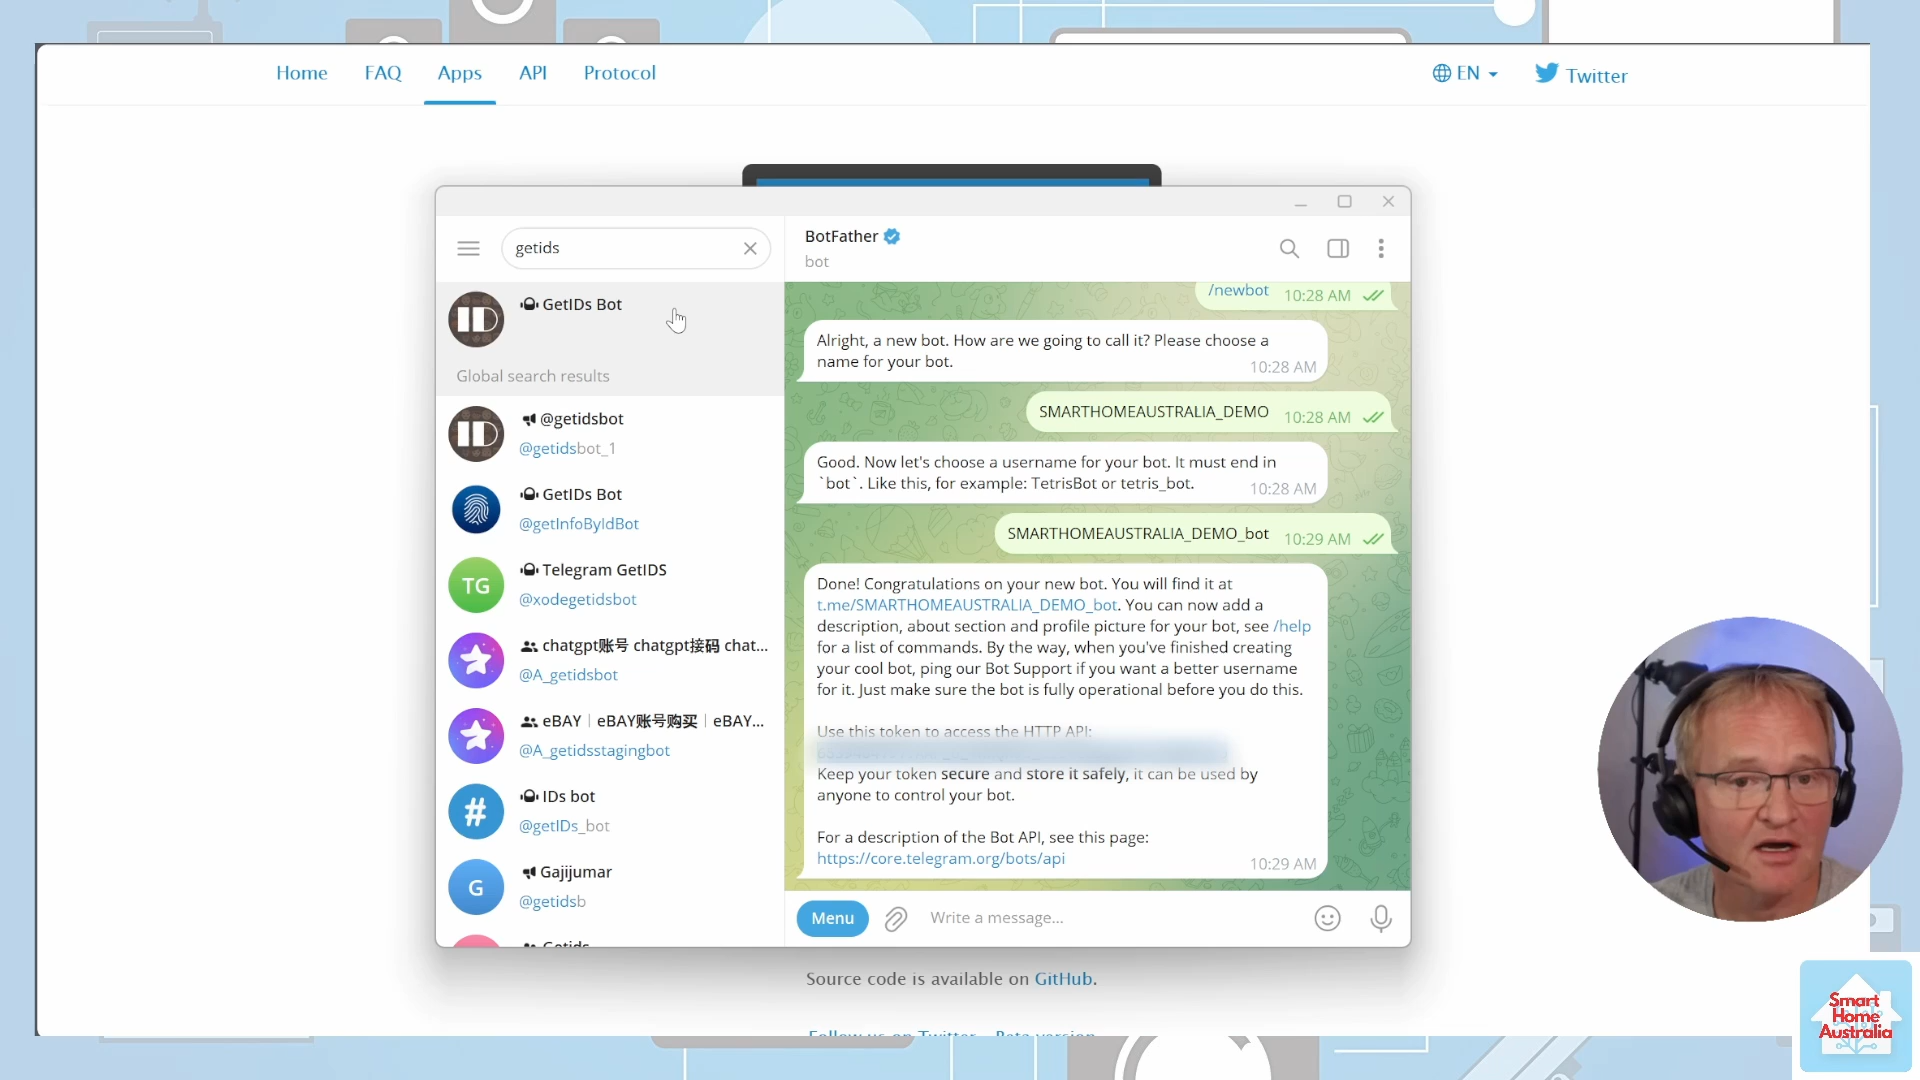 Home FAQ Apps API Protocol
EN Twitter
getids
GetIDs Bot
Global search results
@getidsbot
@getidsbot_1
GetIDs Bot
@getInfoByIdBot
TG
Telegram GetIDS
@xodegetidsbot
chatgpt账号 chatgpt接码 chat...
@A_getidsbot
eBAY | eBAY账号购买 | eBAY...
@A_getidsstagingbot
#
IDs bot
@getIDs_bot
G
Gajijumar
@getidsb
Getids
BotFather
bot
/newbot 10:28 AM
Alright, a new bot. How are we going to call it? Please choose a
name for your bot.
10:28 AM
SMARTHOMEAUSTRALIA_DEMO 10:28 AM
Good. Now let's choose a username for your bot. It must end in
`bot`. Like this, for example: TetrisBot or tetris_bot.
10:28 AM
SMARTHOMEAUSTRALIA_DEMO_bot 10:29 AM
Done! Congratulations on your new bot. You will find it at
t.me/SMARTHOMEAUSTRALIA_DEMO_bot. You can now add a
description, about section and profile picture for your bot, see /help
for a list of commands. By the way, when you've finished creating
your cool bot, ping our Bot Support if you want a better username
for it. Just make sure the bot is fully operational before you do this.
Use this token to access the HTTP API:
Keep your token secure and store it safely, it can be used by
anyone to control your bot.
For a description of the Bot API, see this page:
https://core.telegram.org/bots/api
10:29 AM
Menu Write a message...
Source code is available on GitHub.
Follow us on Twitter - Beta version
Smart
Home
Australia